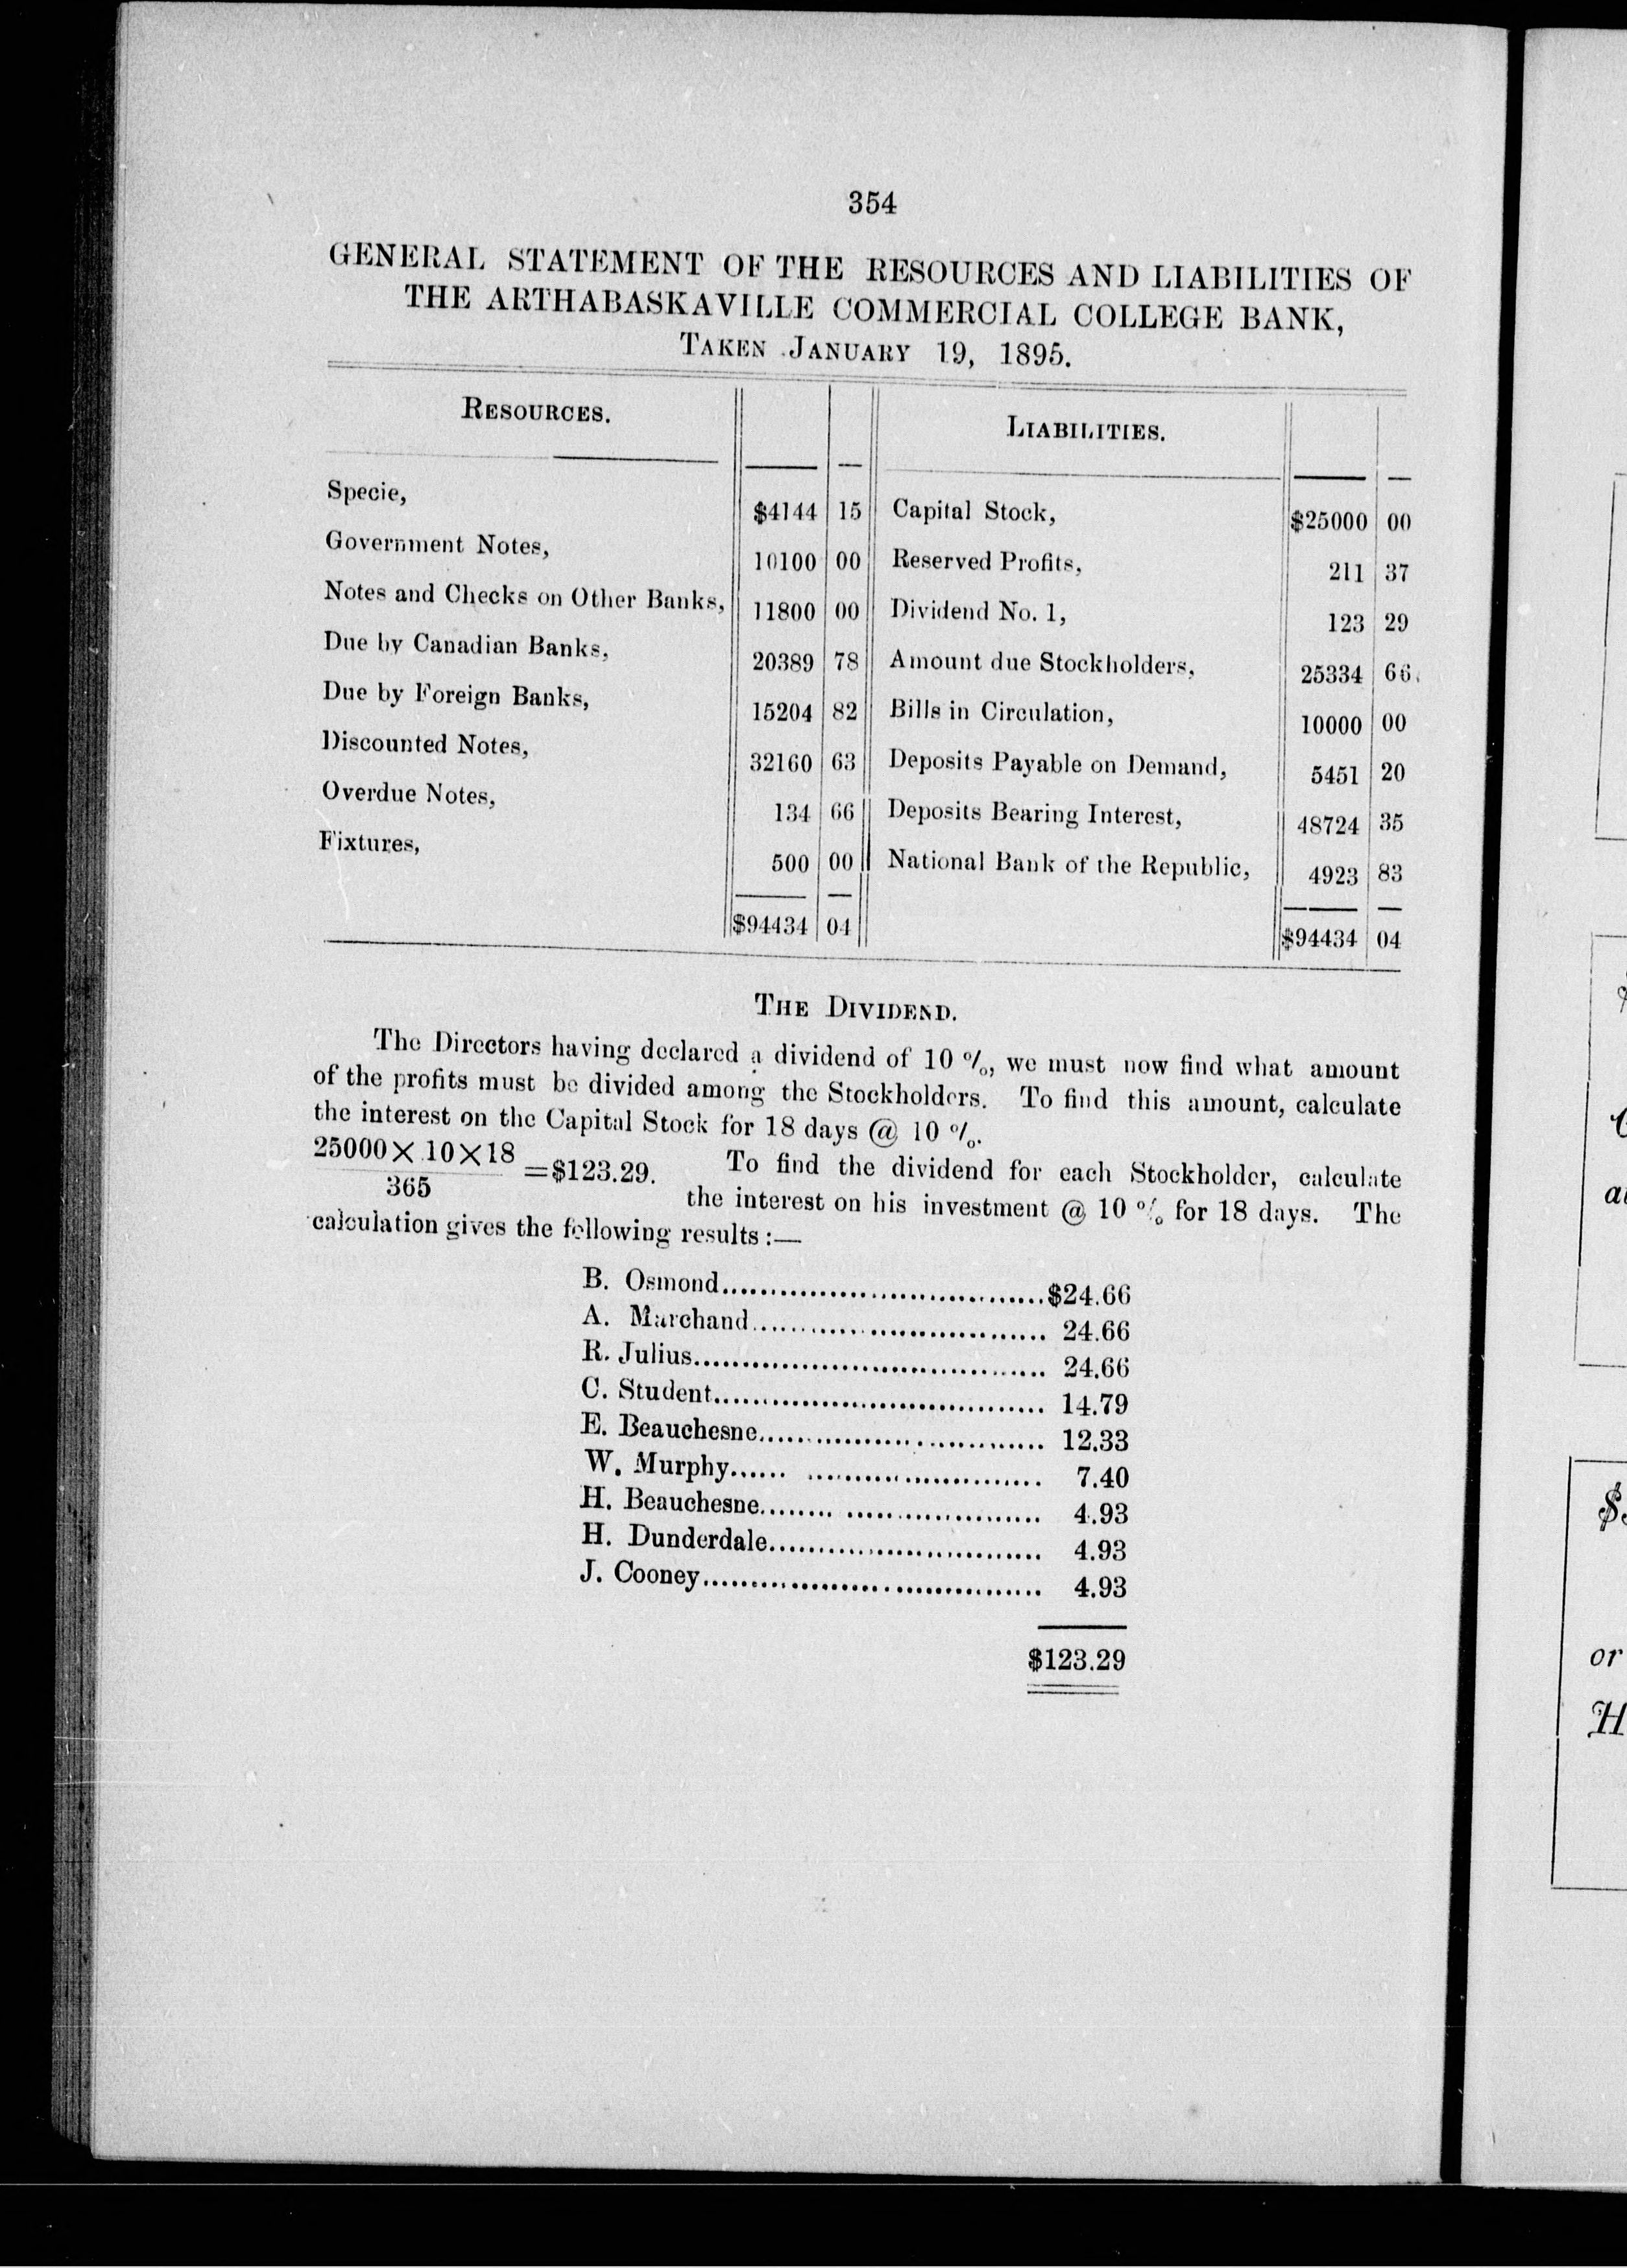 354
GENERAL STATEMENT OF THE RESOURCES AND LIABILITIES OF
THE ARTHABASKAVILLE COMMERCIAL COLLEGE BANK,
TAKEN JANUARY 19, 1895.
RESOURCES. LIABILITIES.
Specie, $4144 15 Capital Stock, $25000 00
Government Notes, 10100 00 Reserved Profits, 211 37
Notes and Checks on Other Banks, 11800 00 Dividend No. 1, 123 29
Due by Canadian Banks, 20389 78 Amount due Stockholders, 25334 66
Due by Foreign Banks, 15204 82 Bills in Circulation, 10000 00
Discounted Notes, 32160 63 Deposits Payable on Demand, 5451 20
Overdue Notes, 134 66 Deposits Bearing Interest, 48724 35
Fixtures, 500 00 National Bank of the Republic, 4923 83
$94434 04 $94434 04
THE DIVIDEND.
The Directors having declared a dividend of 10 %, we must now find what amount
of the profits must be divided among the Stockholders. To find this amount, calculate
the interest on the Capital Stock for 18 days @ 10 %.
25000 × 10 × 18
=$123.29. To find the dividend for each Stockholder, calculate
365
the interest on his investment @ 10 % for 18 days. The
calculation gives the following results :—
B. Osmond.................................$24.66
A. Marchand................................. 24.66
R. Julius................................. 24.66
C. Student................................. 14.79
E. Beauchesne................................. 12.33
W. Murphy................................. 7.40
H. Beauchesne................................. 4.93
H. Dunderdale................................. 4.93
J. Cooney................................. 4.93
$123.29
or
H